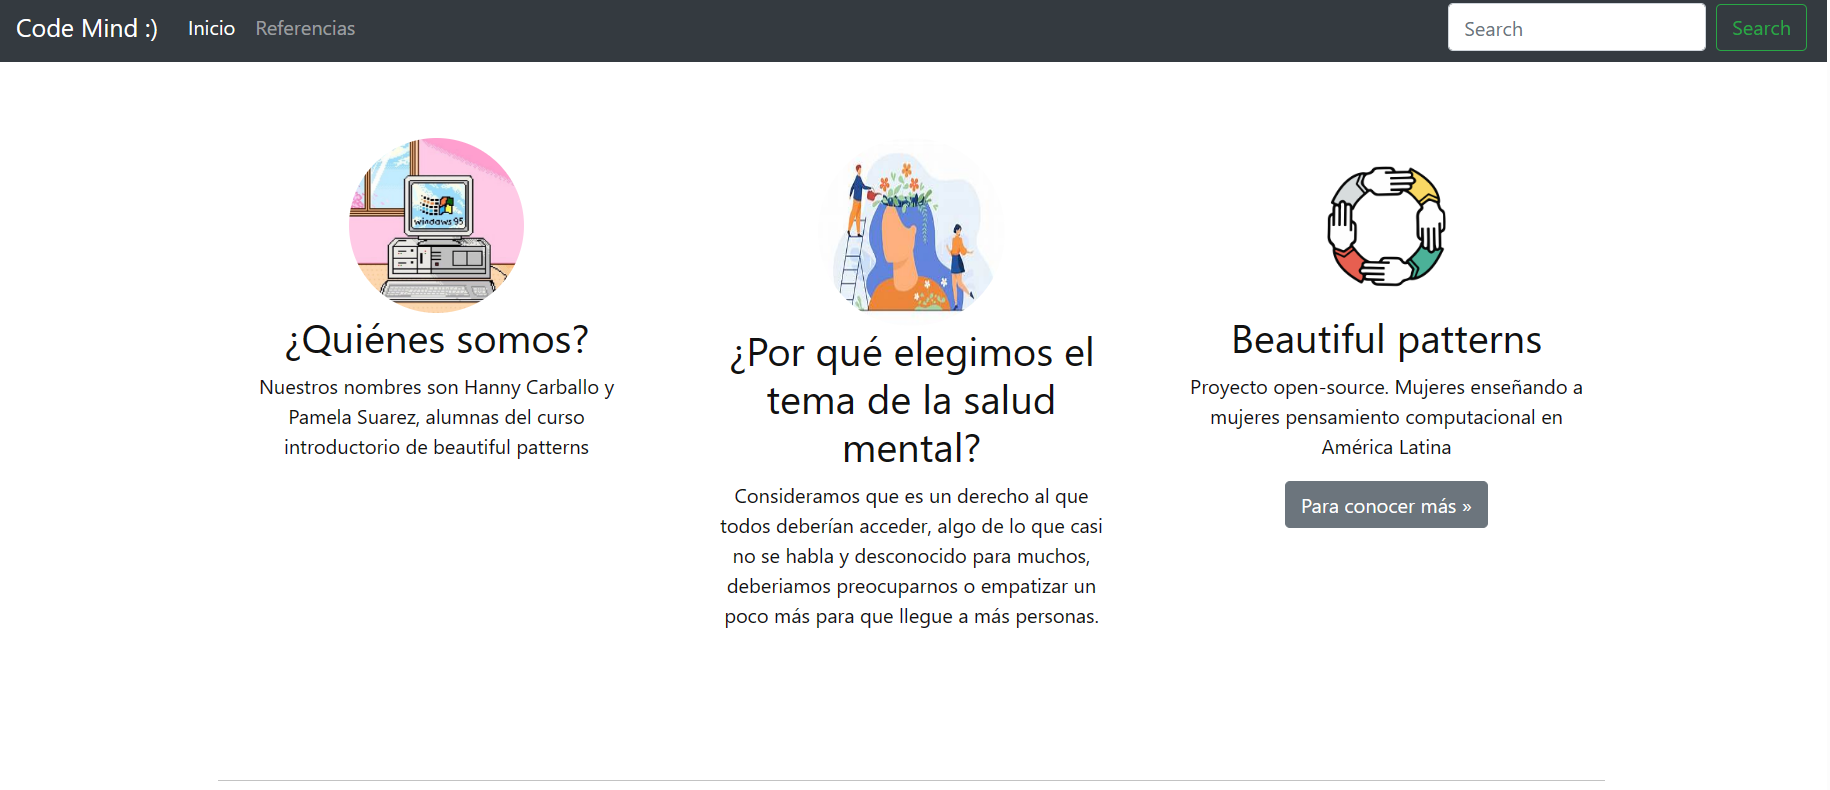 Code Mind :)
Inicio
Referencias
Search
Search
windows 95
¿Quiénes somos?
Nuestros nombres son Hanny Carballo y
Pamela Suarez, alumnas del curso
introductorio de beautiful patterns
¿Por qué elegimos el
tema de la salud
mental?
Consideramos que es un derecho al que
todos deberían acceder, algo de lo que casi
no se habla y desconocido para muchos,
deberiamos preocuparnos o empatizar un
poco más para que llegue a más personas.
Beautiful patterns
Proyecto open-source. Mujeres enseñando a
mujeres pensamiento computacional en
América Latina
Para conocer más »